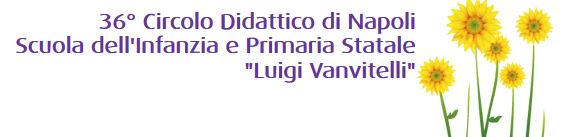 36° Circolo Didattico di Napoli
Scuola dell'Infanzia e Primaria Statale
"Luigi Vanvitelli"